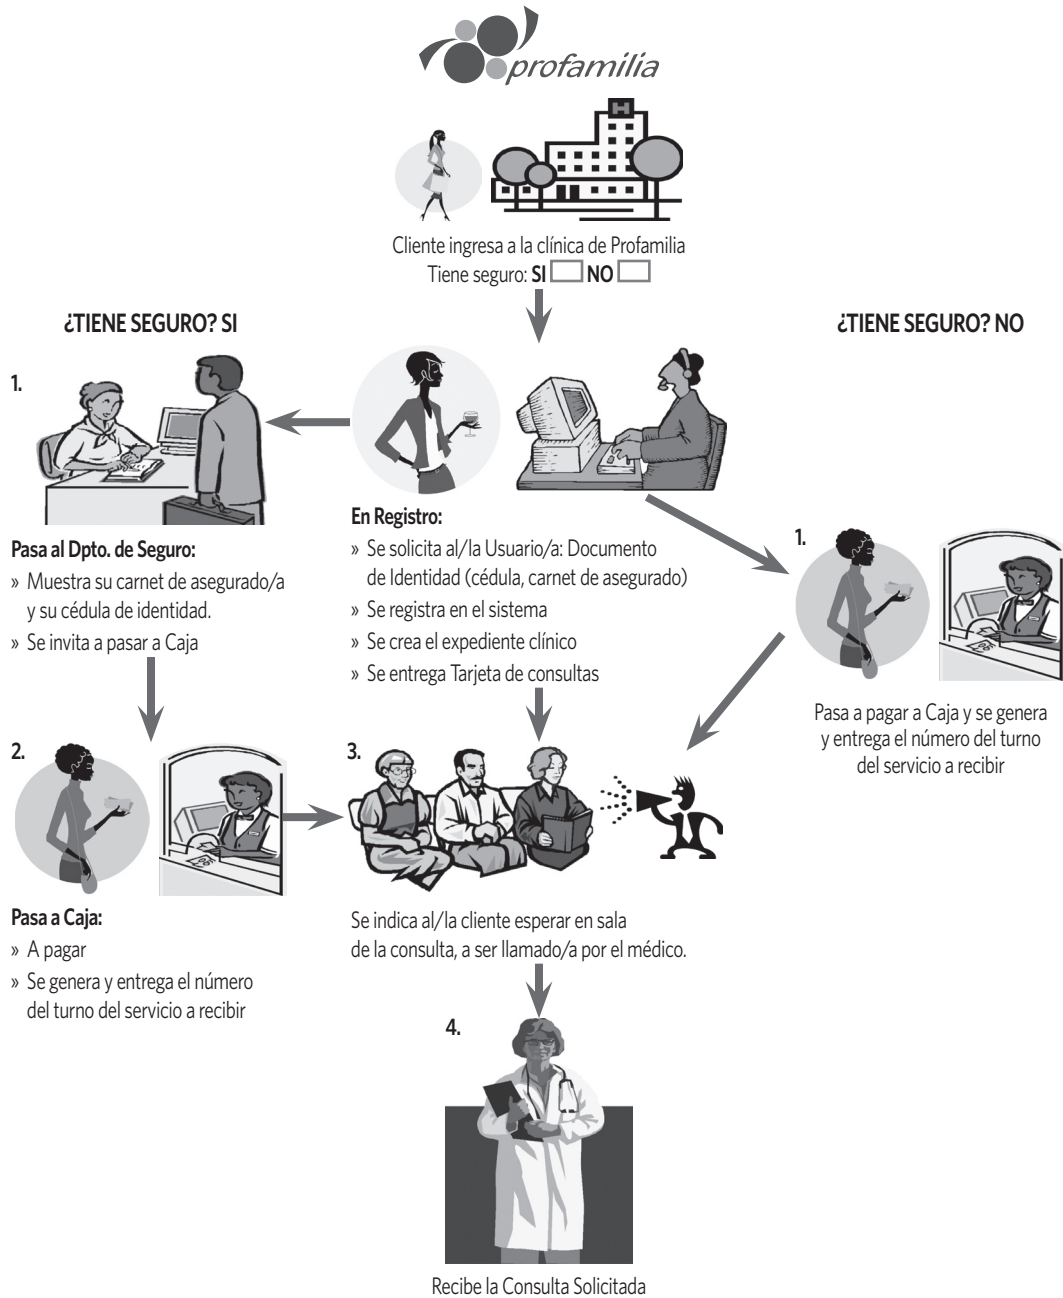 profamilia
H
Cliente ingresa a la clínica de Profamilia
Tiene seguro: SI NO
¿TIENE SEGURO? SI
1.
Pasa al Dpto. de Seguro:
» Muestra su carnet de asegurado/a
y su cédula de identidad.
» Se invita a pasar a Caja
2.
Pasa a Caja:
» A pagar
» Se genera y entrega el número
del turno del servicio a recibir
En Registro:
» Se solicita al/la Usuario/a: Documento
de Identidad (cédula, carnet de asegurado)
» Se registra en el sistema
» Se crea el expediente clínico
» Se entrega Tarjeta de consultas
¿TIENE SEGURO? NO
1.
Pasa a pagar a Caja y se genera
y entrega el número del turno
del servicio a recibir
3.
Se indica al/la cliente esperar en sala
de la consulta, a ser llamado/a por el médico.
4.
Recibe la Consulta Solicitada